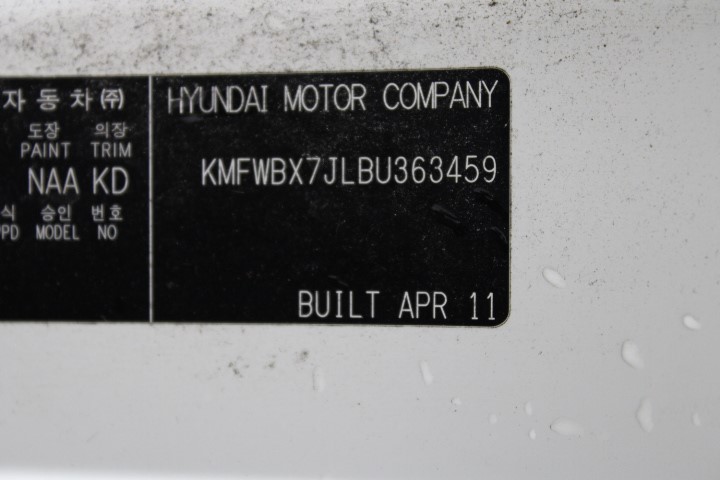 자동차㈜
도장 의장
PAINT TRIM
NAA KD
식 승인 번호
PD MODEL NO
HYUNDAI MOTOR COMPANY
KMFWBX7JLBU363459
BUILT APR 11